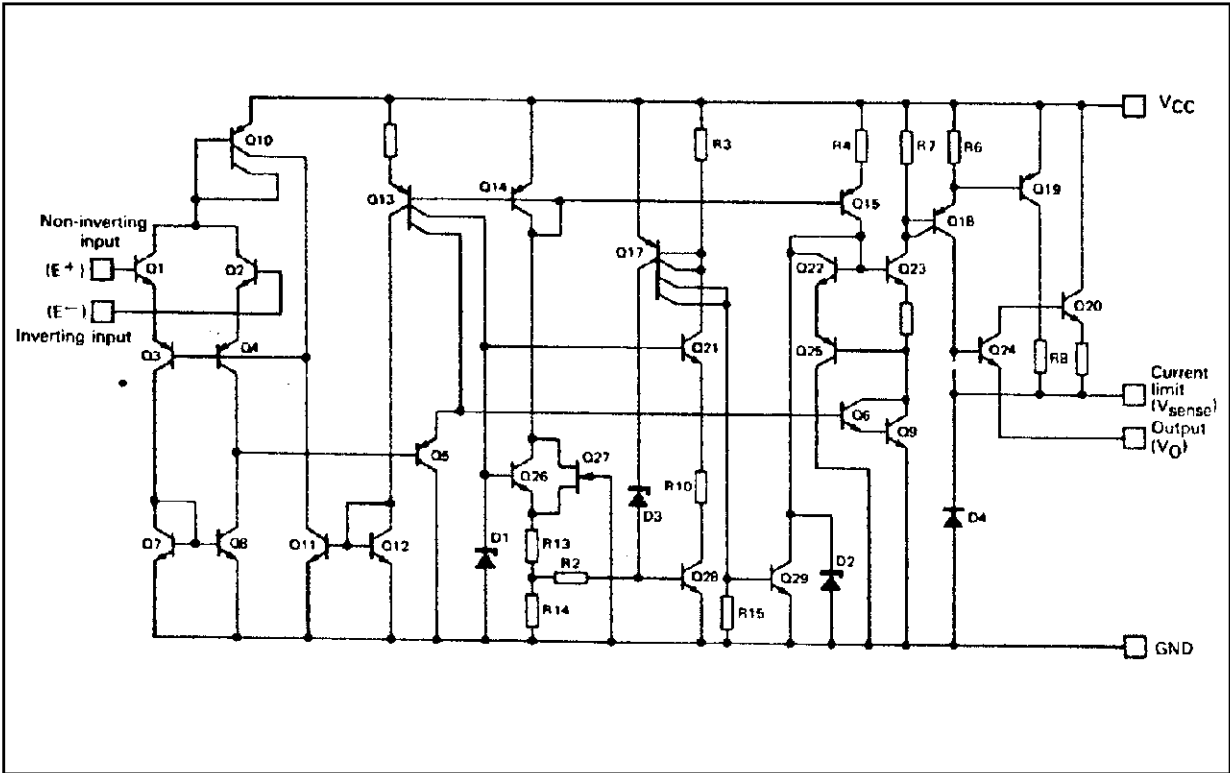 VCC
Q10
R3
R4
R7
R6
Q13
Q14
Q15
Q18
Q19
Non-inverting
input
(E+)
Q1
Q2
Q17
Q22
Q23
(E−)
Inverting input
Q20
Q3
Q4
Q21
Q25
Q24
R8
Current
limit
(Vsense)
Q6
Q9
Output
(VO)
Q5
Q26
Q27
R10
D3
D4
Q7
Q8
Q11
Q12
D1
R13
R2
Q28
Q29
D2
R14
R15
GND